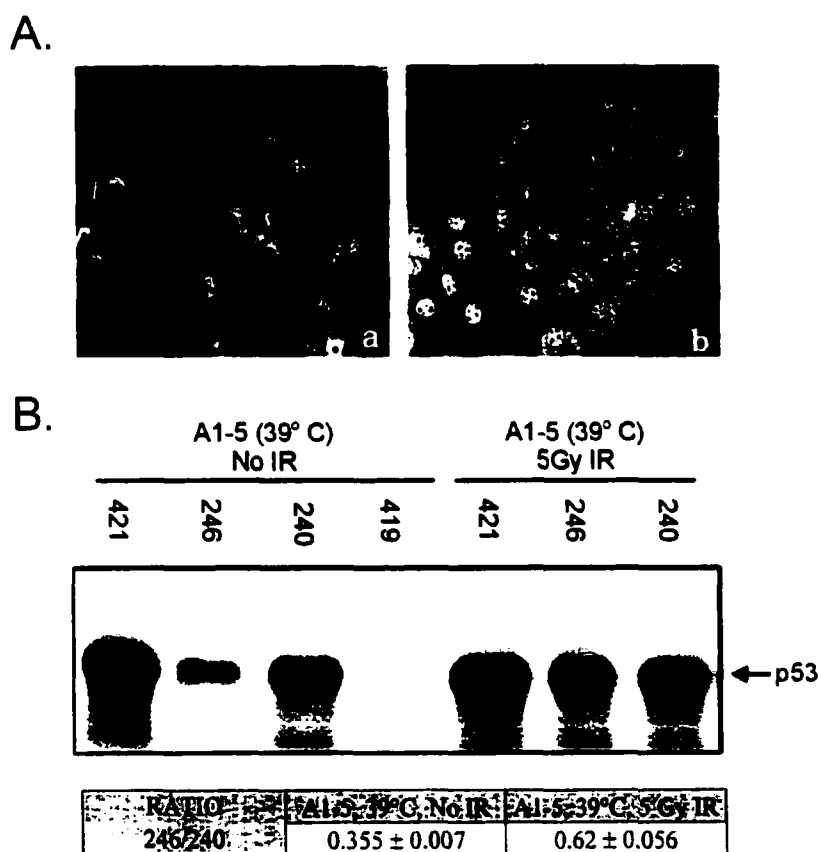 A.
a
b
B.
A1-5 (39° C)
No IR
A1-5 (39° C)
5Gy IR
421
246
240
419
421
246
240
p53
RATIO
246/240
A1-5, 39°C, No IR
0.355 ± 0.007
A1-5, 39°C, 5 Gy IR
0.62 ± 0.056